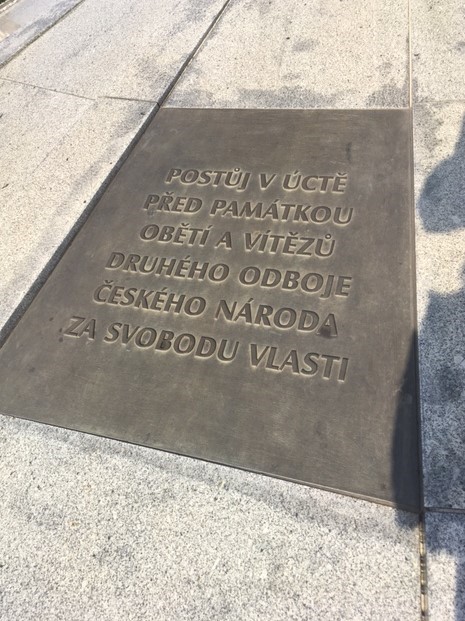 POSTŮJ V ÚCTĚ
PŘED PAMÁTKOU
OBĚTÍ A VÍTĚZŮ
DRUHÉHO ODBOJE
ČESKÉHO NÁRODA
ZA SVOBODU VLASTI